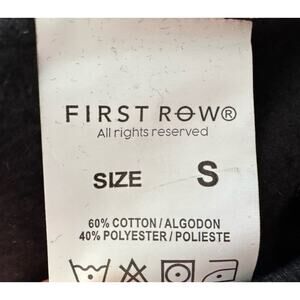 FIRST ROW®
All rights reserved
SIZE S
60% COTTON/ALGODON
40% POLYESTER/POLIESTE